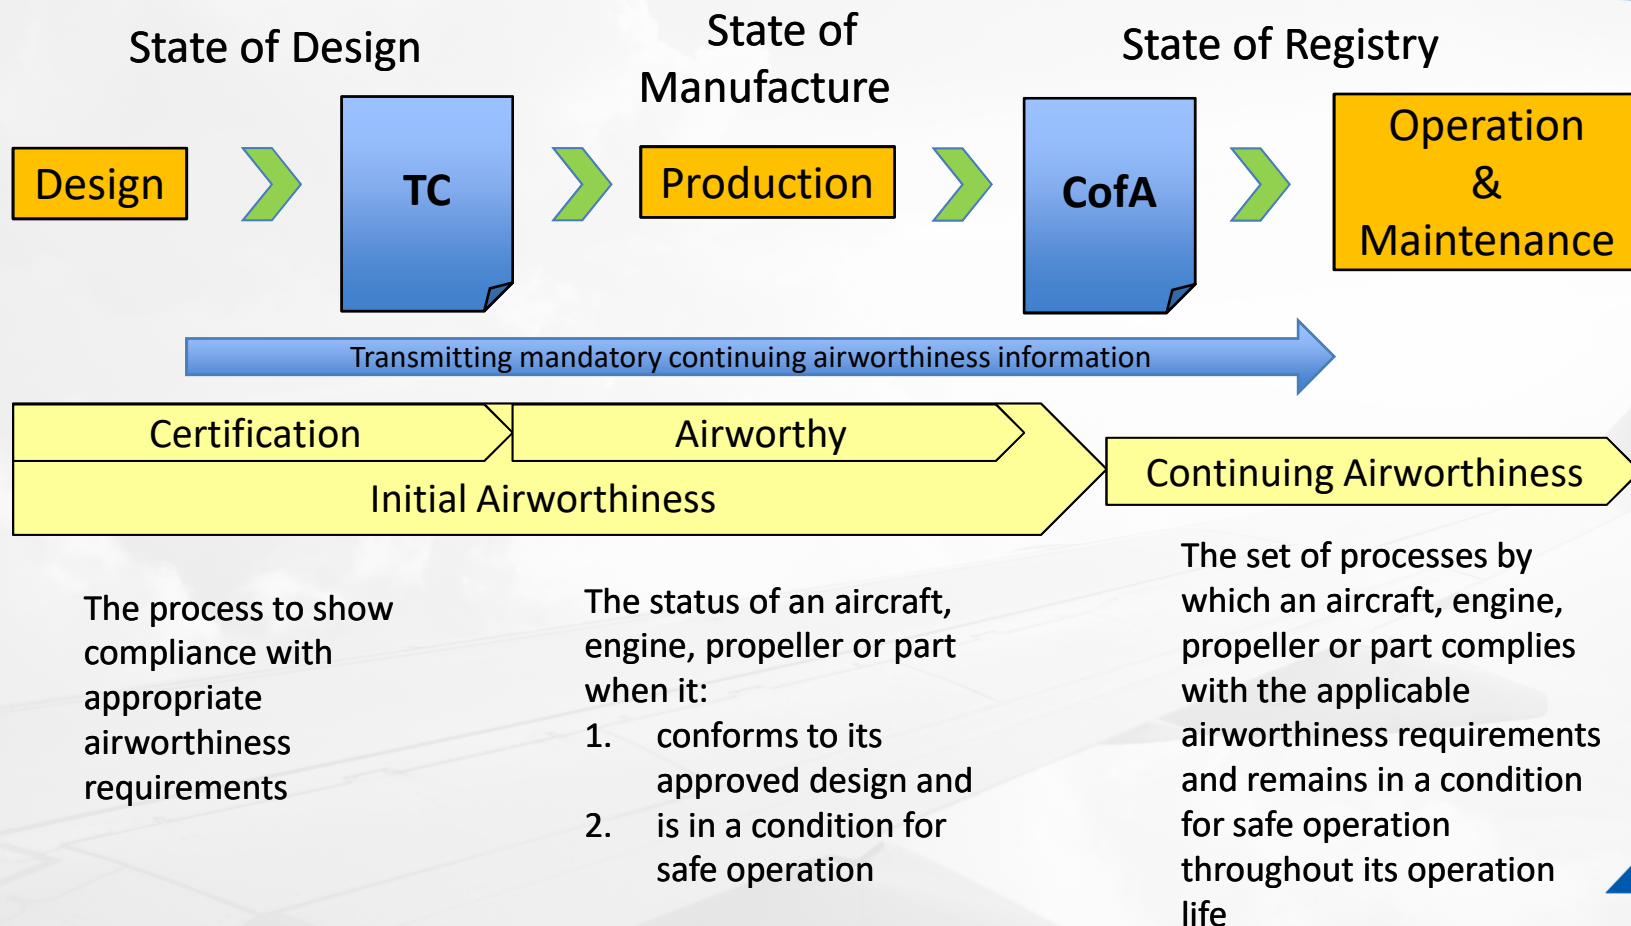 State of Design
State of
Manufacture
State of Registry
Design
TC
Production
CofA
Operation
&
Maintenance
Transmitting mandatory continuing airworthiness information
Certification
Airworthy
Initial Airworthiness
Continuing Airworthiness
The process to show
compliance with
appropriate
airworthiness
requirements
The status of an aircraft,
engine, propeller or part
when it:
1. conforms to its
approved design and
2. is in a condition for
safe operation
The set of processes by
which an aircraft, engine,
propeller or part complies
with the applicable
airworthiness requirements
and remains in a condition
for safe operation
throughout its operation
life